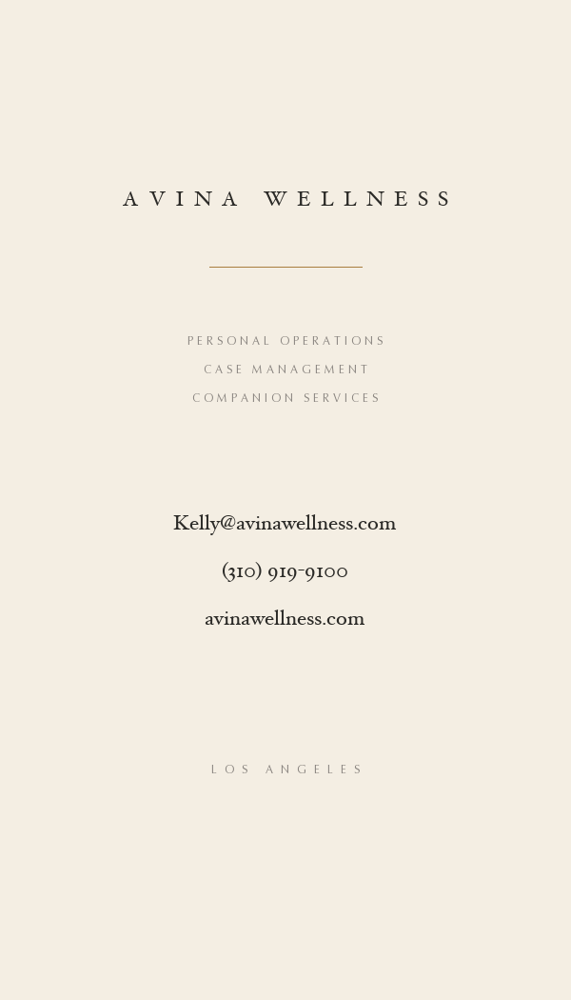 AVINA WELLNESS
PERSONAL OPERATIONS
CASE MANAGEMENT
COMPANION SERVICES
Kelly@avinawellness.com
(310) 919-9100
avinawellness.com
LOS ANGELES